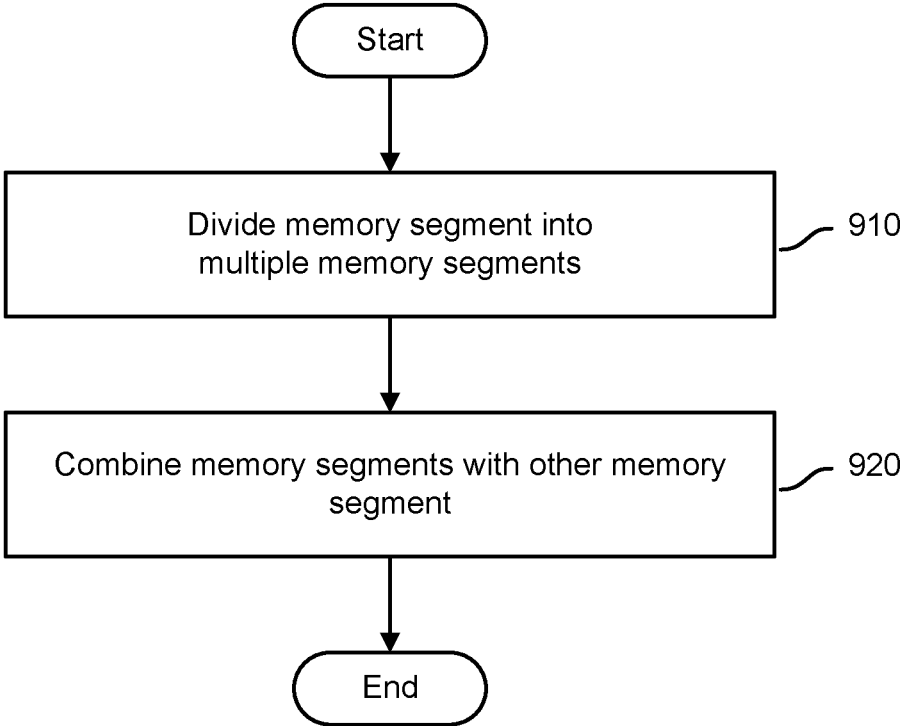 Start
Divide memory segment into
multiple memory segments
910
Combine memory segments with other memory
segment
920
End